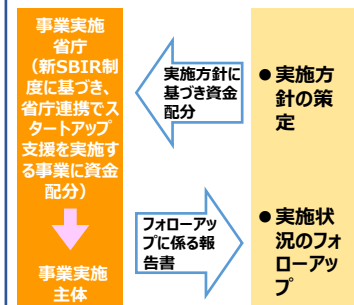 事業実施
省庁
（新SBIR制
度に基づき、
省庁連携でス
タートアップ
支援を実施す
る事業に資金
配分）
事業実施
主体
実施方針に
基づき資金
配分
フォローアッ
プに係る報
告書
●実施方
針の策
定
●実施状
況のフォ
ローアッ
プ